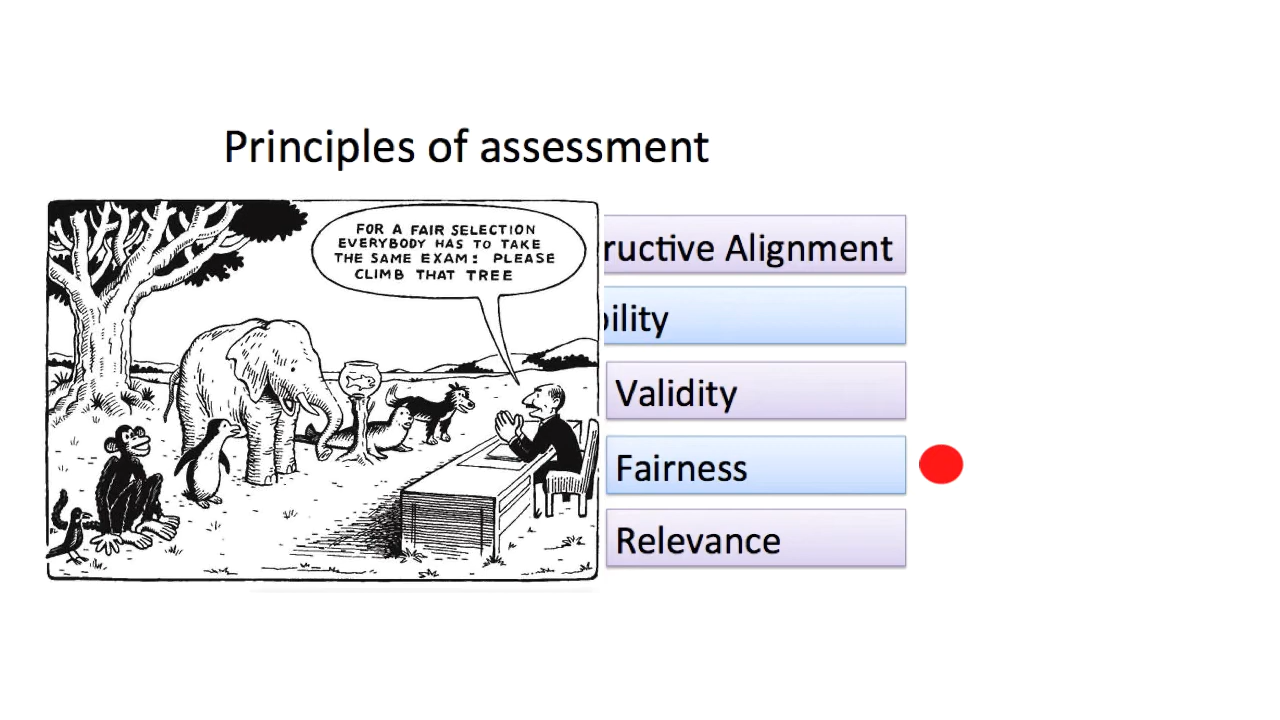 Principles of assessment
FOR A FAIR SELECTION
EVERYBODY HAS TO TAKE
THE SAME EXAM: PLEASE
CLIMB THAT TREE
ructive Alignment
ility
Validity
Fairness
Relevance